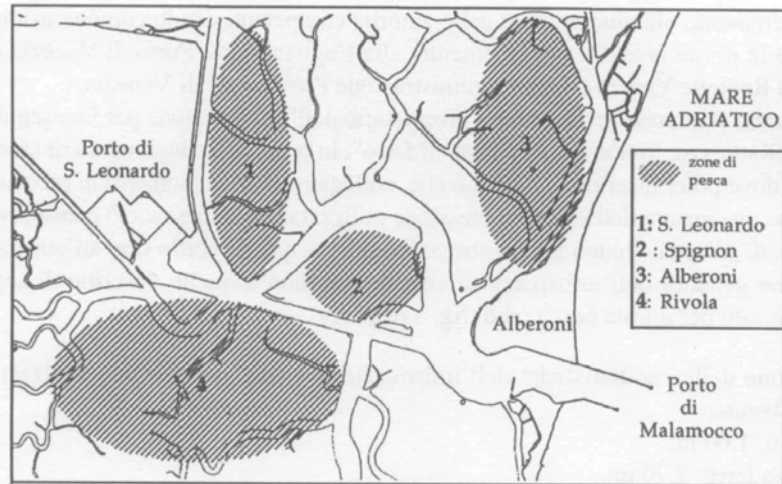 MARE
ADRIATICO
Porto di
S. Leonardo
zone di
pesca
1: S. Leonardo
2 : Spignon
3: Alberoni
4: Rivola
1
3
2
Alberoni
4
Porto
di
Malamocco